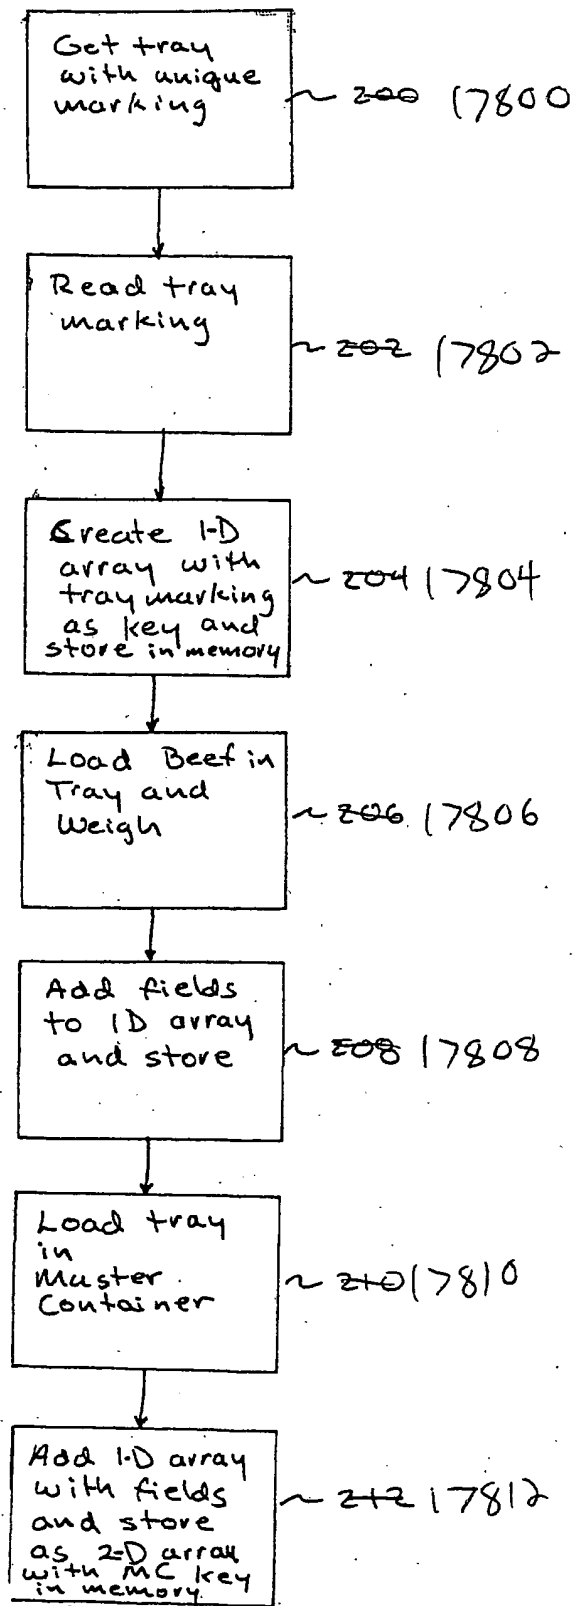 Get tray
with unique
marking
~ 200 17800
Read tray
marking
~ 202 17802
Create 1-D
array with
tray marking
as key and
store in memory
~ 204 17804
Load Beef in
Tray and
Weigh
~ 206 17806
Add fields
to 1D array
and store
~ 208 17808
Load tray
in
Master
Container
~ 210 17810
Add 1-D array
with fields
and store
as 2-D array
with MC key
in memory
~ 212 17812